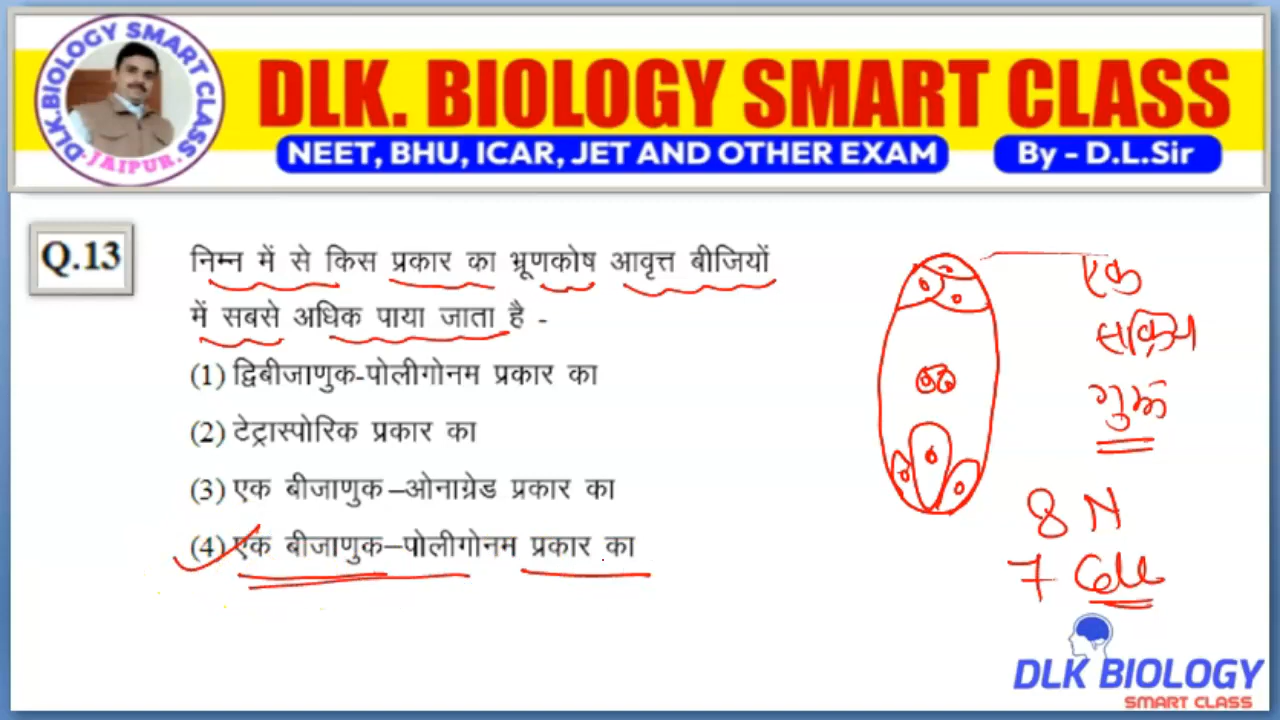 DLK.BIOLOGY SMART CLASS
.JAIPUR.
DLK. BIOLOGY SMART CLASS
NEET, BHU, ICAR, JET AND OTHER EXAM
By - D.L.Sir
Q.13
निम्न में से किस प्रकार का भ्रूणकोष आवृत्त बीजियों
में सबसे अधिक पाया जाता है -
(1) द्विबीजाणुक-पोलीगोनम प्रकार का
(2) टेट्रास्पोरिक प्रकार का
(3) एक बीजाणुक–ओनाग्रेड प्रकार का
(4) एक बीजाणुक–पोलीगोनम प्रकार का
एक
सक्रिय
8 N
7 Cell
DLK BIOLOGY
SMART CLASS